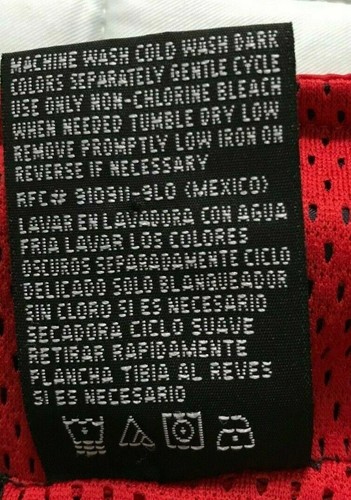 MACHINE WASH COLD WASH DARK
COLORS SEPARATELY GENTLE CYCLE
USE ONLY NON-CHLORINE BLEACH
WHEN NEEDED TUMBLE DRY LOW
REMOVE PROMPTLY LOW IRON ON
REVERSE IF NECESSARY
RFC# 910911-9L0 (MEXICO)
LAVAR EN LAVADORA CON AGUA
FRIA LAVAR LOS COLORES
OSCUROS SEPARADAMENTE CICLO
DELICADO SOLO BLANQUEADOR
SIN CLORO SI ES NECESARIO
SECADORA CICLO SUAVE
RETIRAR RAPIDAMENTE
PLANCHA TIBIA AL REVES
SI ES NECESARIO